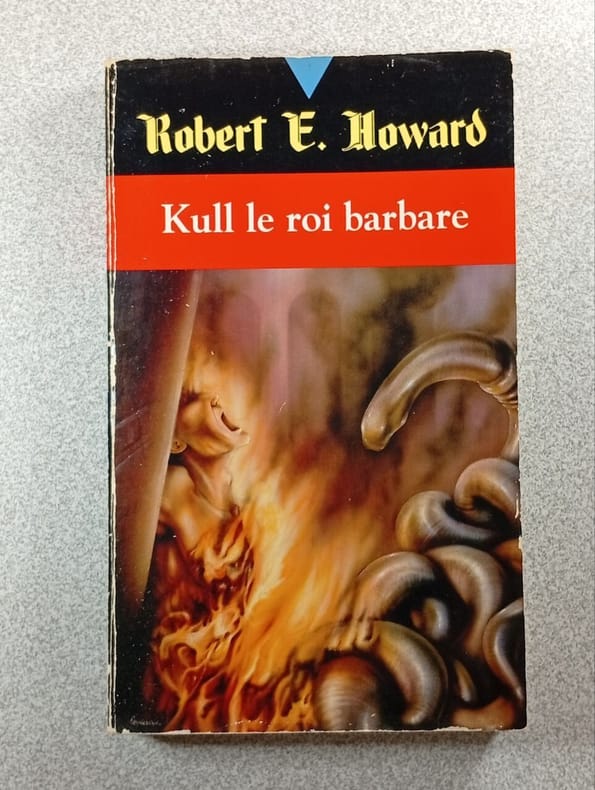 Robert E. Howard
Kull le roi barbare